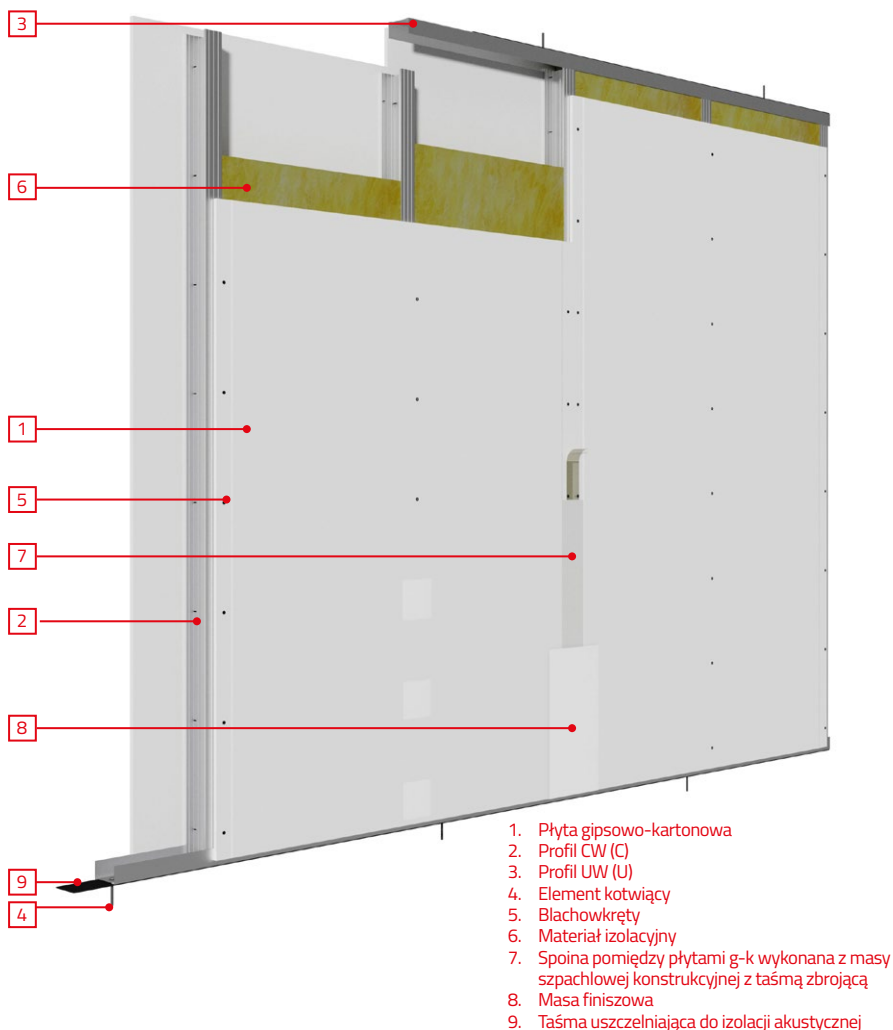 3
6
1
5
7
2
8
9
4
1. Płyta gipsowo-kartonowa
2. Profil CW (C)
3. Profil UW (U)
4. Element kotwiący
5. Blachowkręty
6. Materiał izolacyjny
7. Spoina pomiędzy płytami g-k wykonana z masy
szpachlowej konstrukcyjnej z taśmą zbrojącą
8. Masa finiszowa
9. Taśma uszczelniająca do izolacji akustycznej